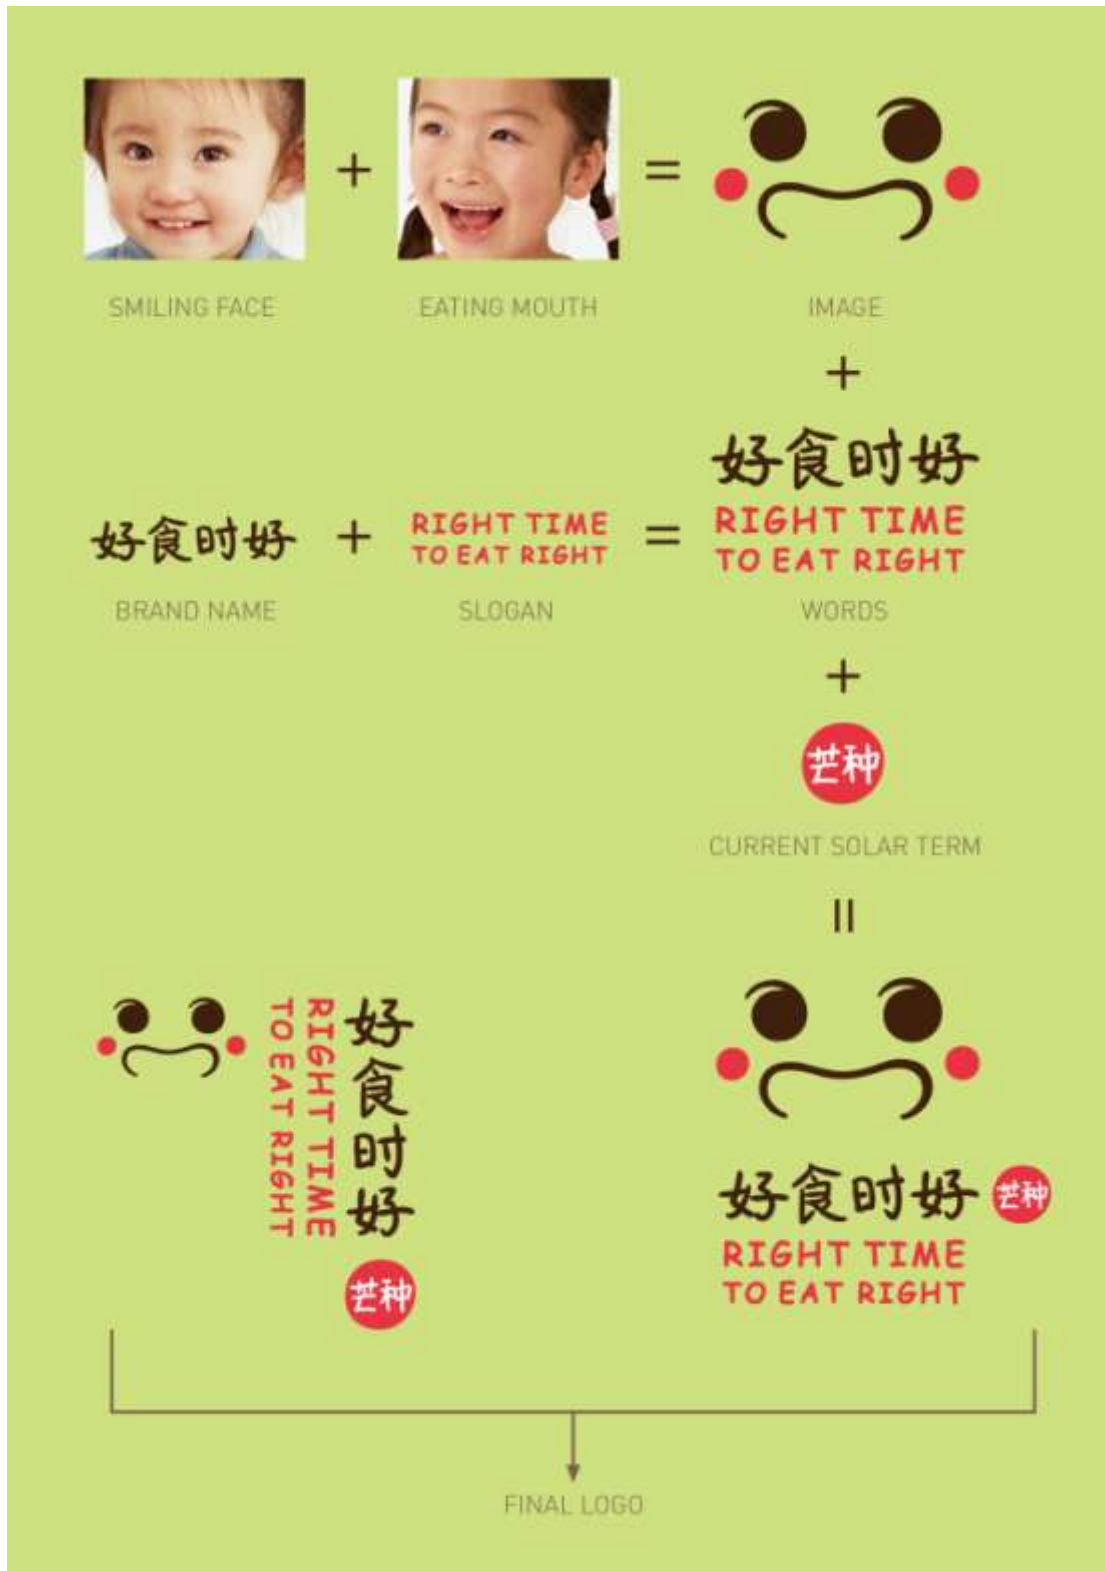 SMILING FACE
EATING MOUTH
IMAGE
好食时好
RIGHT TIME
TO EAT RIGHT
好食时好
RIGHT TIME
TO EAT RIGHT
BRAND NAME
SLOGAN
WORDS
芒种
CURRENT SOLAR TERM
好食时好
RIGHT TIME
TO EAT RIGHT
芒种
好食时好
芒种
RIGHT TIME
TO EAT RIGHT
FINAL LOGO